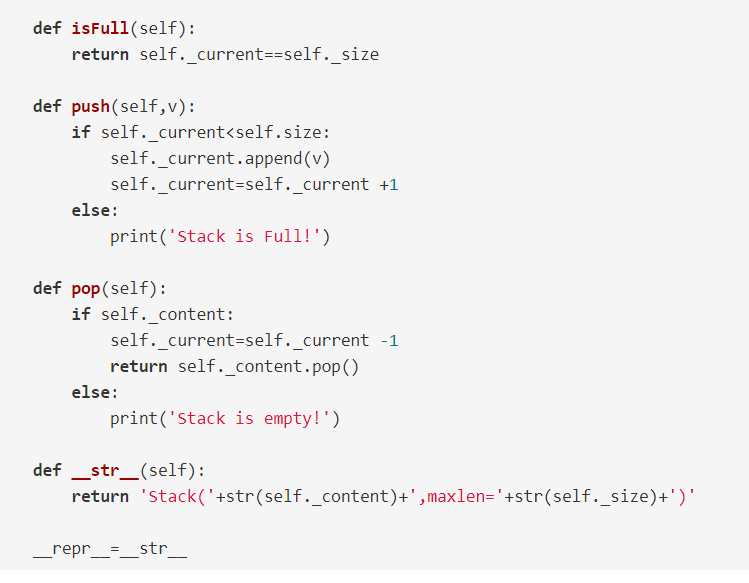 def isFull(self):
    return self._current==self._size

def push(self,v):
    if self._current<self.size:
        self._current.append(v)
        self._current=self._current +1
    else:
        print('Stack is Full!')

def pop(self):
    if self._content:
        self._current=self._current -1
        return self._content.pop()
    else:
        print('Stack is empty!')

def __str__(self):
    return 'Stack('+str(self._content)+',maxlen='+str(self._size)+')'

__repr__=__str__